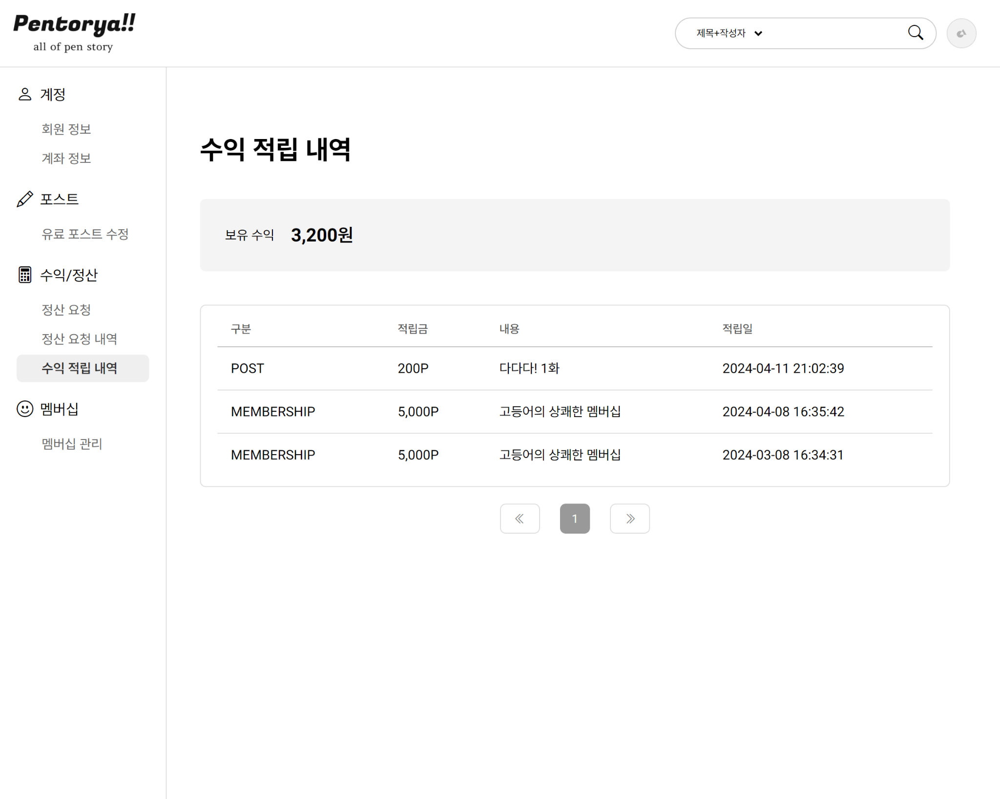 Pentorya!!
all of pen story
제목+작성자
계정
회원 정보
계좌 정보
포스트
유료 포스트 수정
수익/정산
정산 요청
정산 요청 내역
수익 적립 내역
멤버십
멤버십 관리
수익 적립 내역
보유 수익 3,200원
구분 적립금 내용 적립일
POST 200P 다다다! 1화 2024-04-11 21:02:39
MEMBERSHIP 5,000P 고등어의 상쾌한 멤버십 2024-04-08 16:35:42
MEMBERSHIP 5,000P 고등어의 상쾌한 멤버십 2024-03-08 16:34:31
1